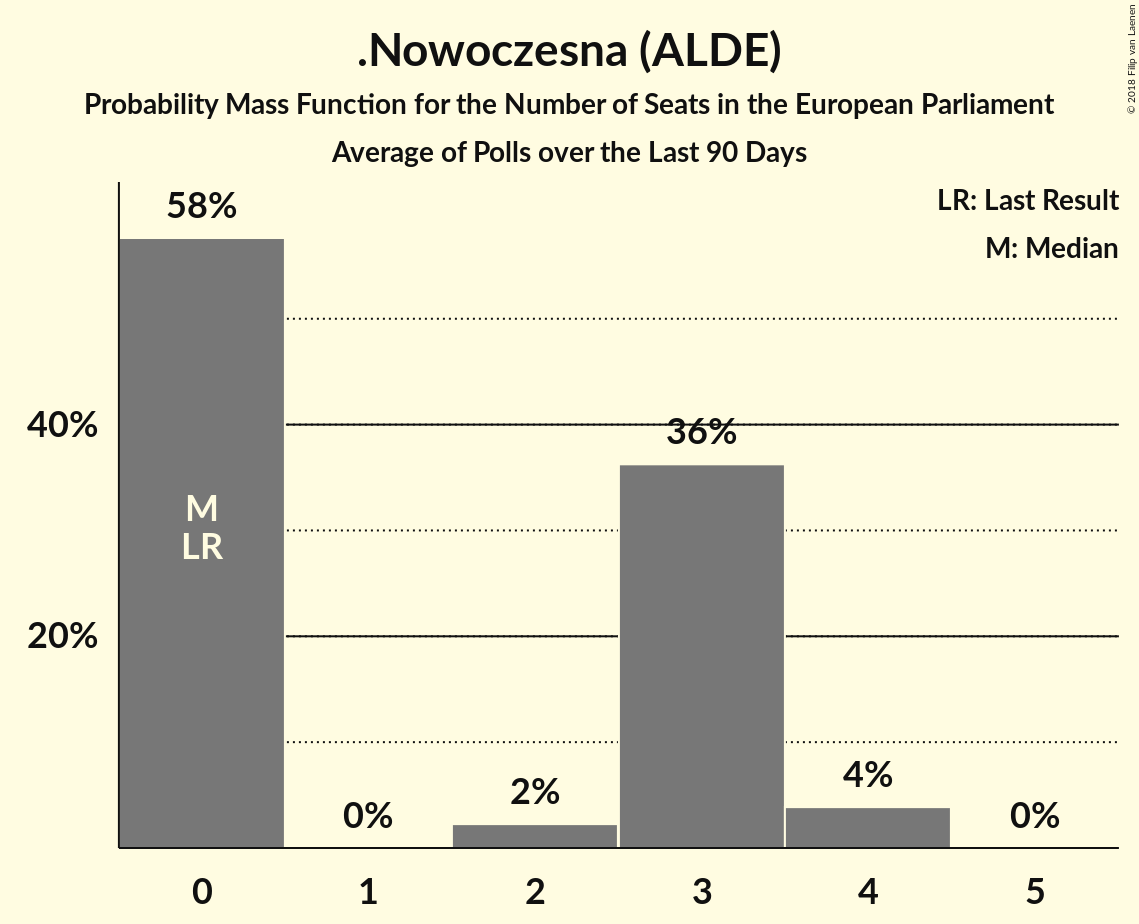 .Nowoczesna (ALDE)
Probability Mass Function for the Number of Seats in the European Parliament
Average of Polls over the Last 90 Days
© 2018 Filip van Laenen
LR: Last Result
M: Median
58%
40%
36%
M
LR
20%
4%
2%
0%
0%
0 1 2 3 4 5